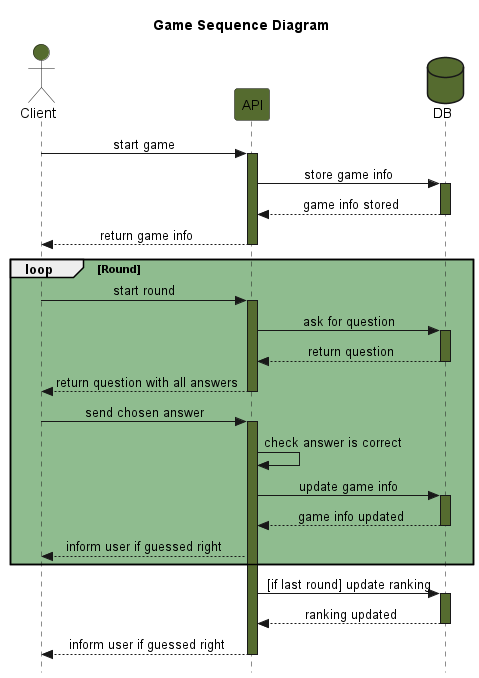 Game Sequence Diagram
Client
API
DB
start game
store game info
game info stored
return game info
loop [Round]
start round
ask for question
return question
return question with all answers
send chosen answer
check answer is correct
update game info
game info updated
inform user if guessed right
[if last round] update ranking
ranking updated
inform user if guessed right